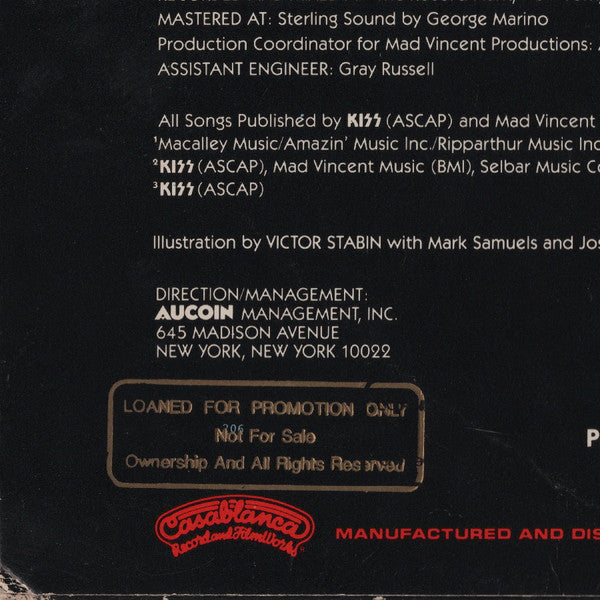 MASTERED AT: Sterling Sound by George Marino
Production Coordinator for Mad Vincent Productions:
ASSISTANT ENGINEER: Gray Russell
All Songs Published by KISS (ASCAP) and Mad Vincent
¹Macalley Music/Amazin' Music Inc./Ripparthur Music Inc
²KISS (ASCAP), Mad Vincent Music (BMI), Selbar Music Co
³KISS (ASCAP)
Illustration by VICTOR STABIN with Mark Samuels and Jos
DIRECTION/MANAGEMENT:
AUCOIN MANAGEMENT, INC.
645 MADISON AVENUE
NEW YORK, NEW YORK 10022
LOANED FOR PROMOTION ONLY
206
Not For Sale
Ownership And All Rights Reserved
P
Casablanca
Record and FilmWorks
MANUFACTURED AND DIS